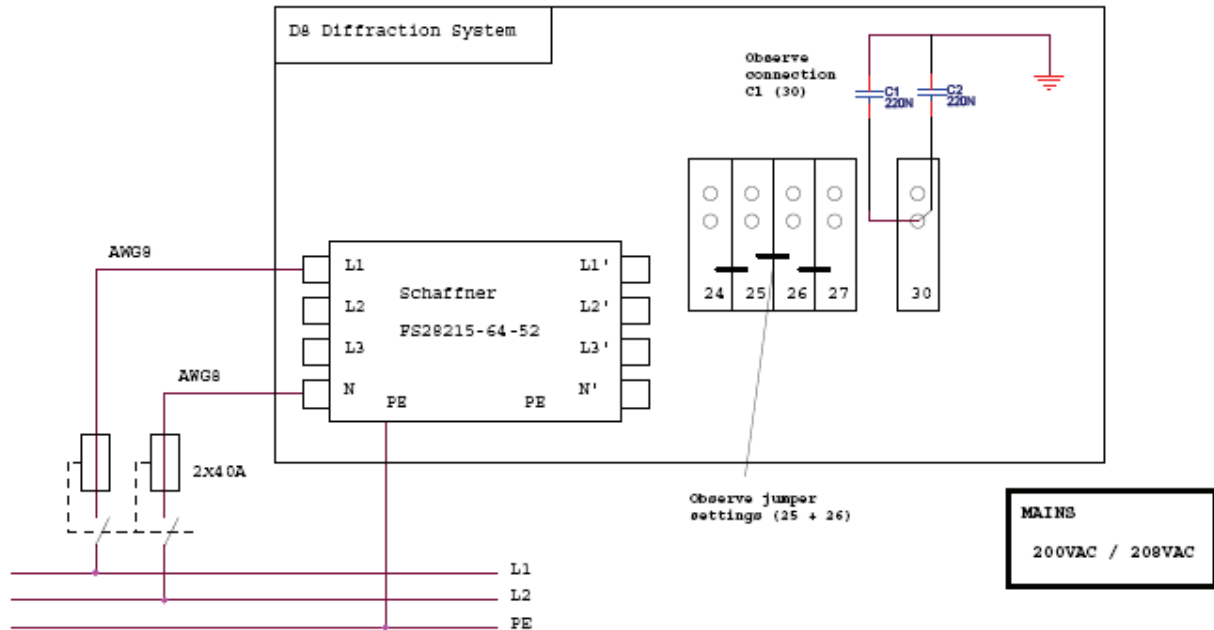 D8 Diffraction System
Observe
connection
C1 (30)
C1
220N
C2
220N
AWG9
L1
L1'
Schaffner
L2
L2'
FS28215-64-52
L3
L3'
AWG8
N
N'
PE
PE
24
25
26
27
30
2x40A
Observe jumper
settings (25 + 26)
MAINS
200VAC / 208VAC
L1
L2
PE